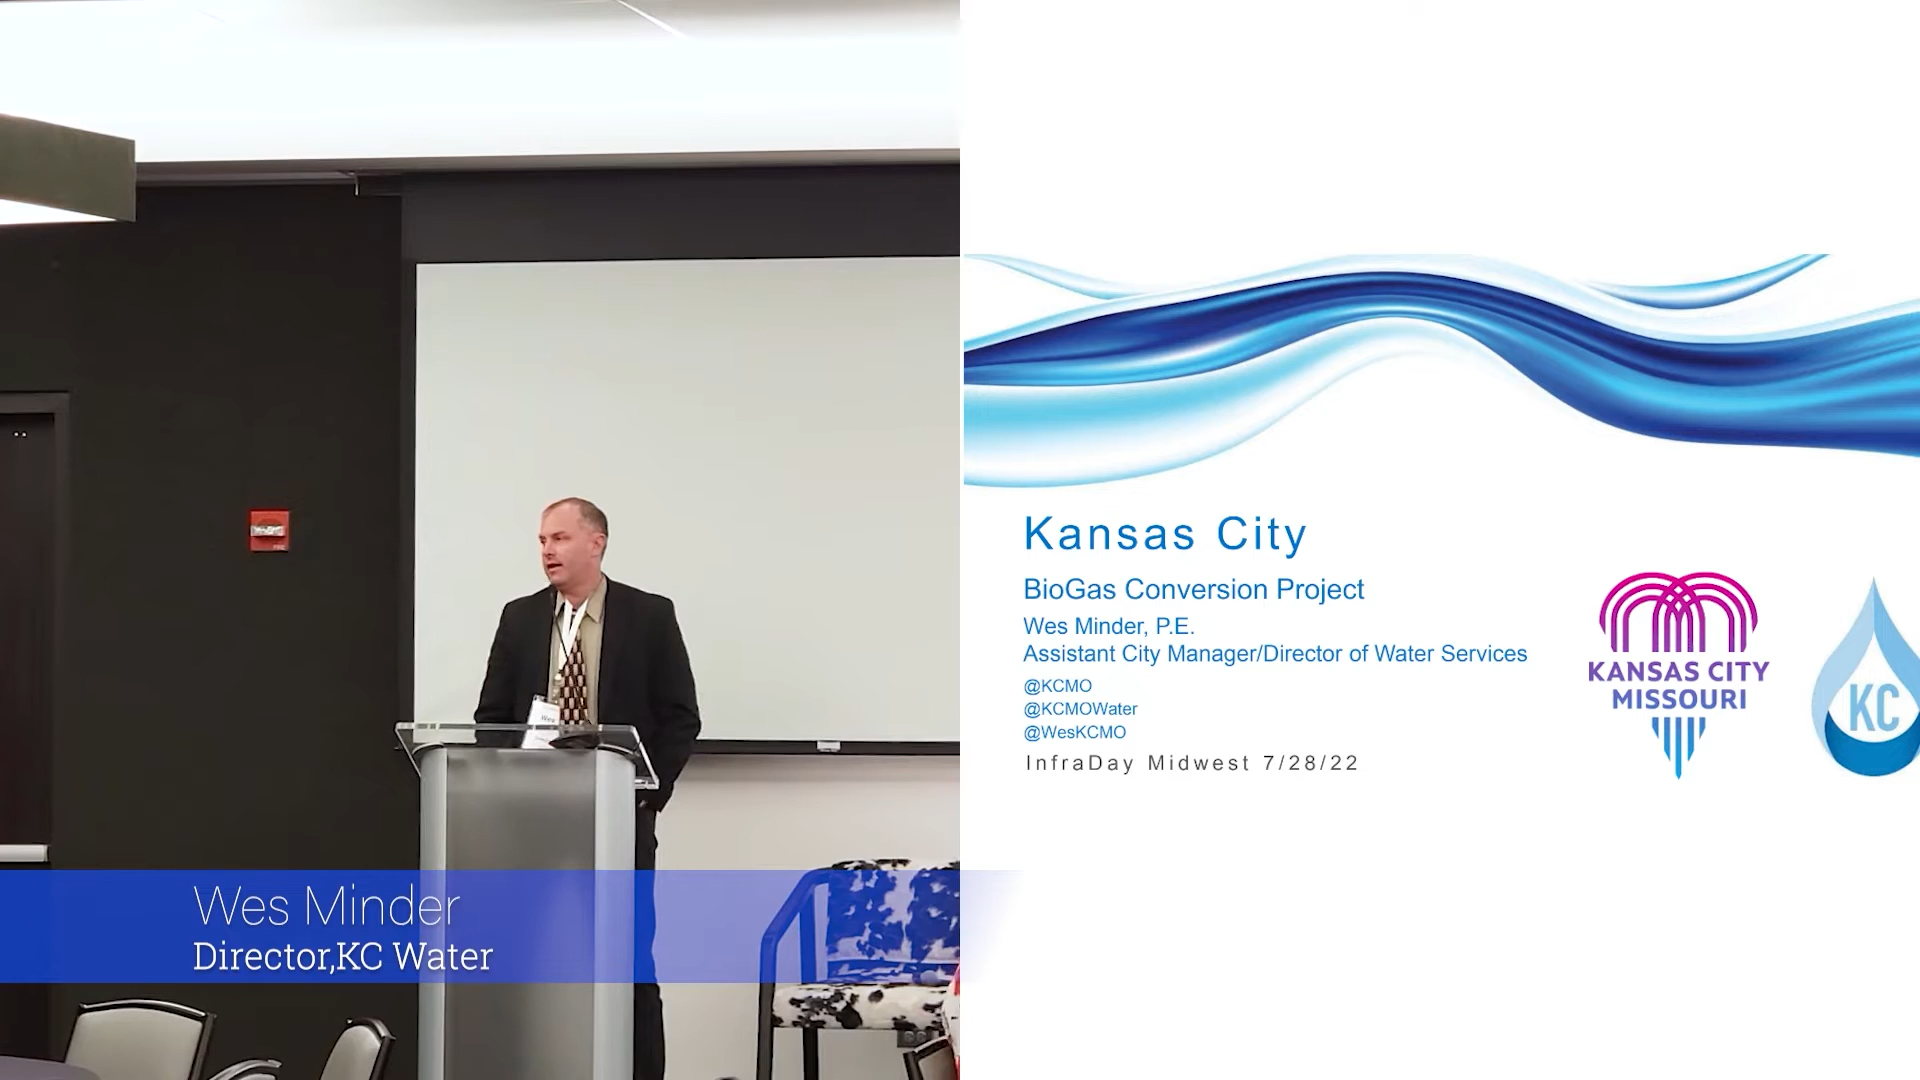 Wes
Wes Minder
Director,KC Water
Kansas City
BioGas Conversion Project
Wes Minder, P.E.
Assistant City Manager/Director of Water Services
@KCMO
@KCMOWater
@WesKCMO
InfraDay Midwest 7/28/22
KANSAS CITY
MISSOURI
KC